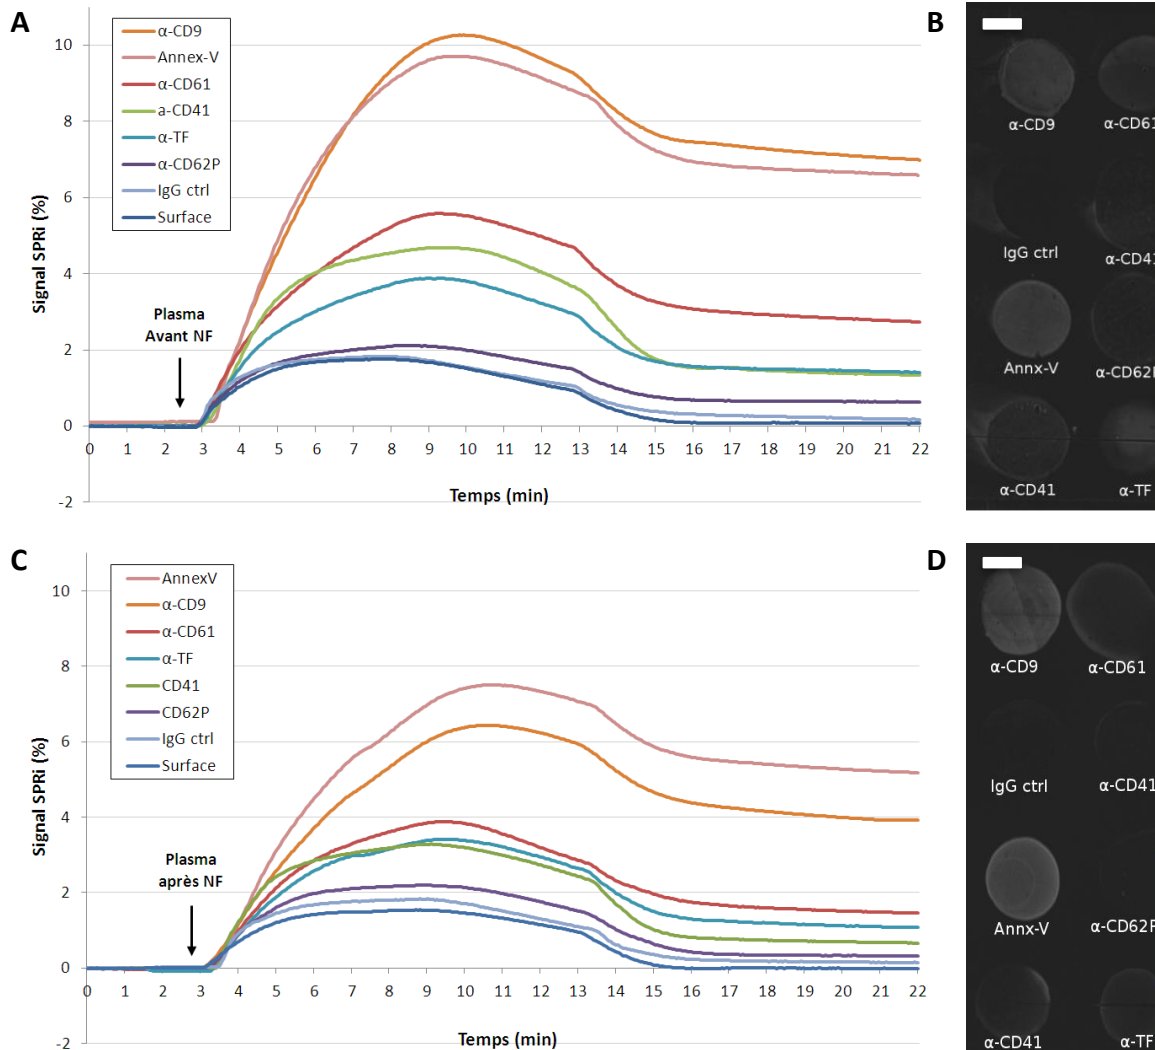 A
α-CD9
Annex-V
α-CD61
a-CD41
α-TF
α-CD62P
IgG ctrl
Surface
Signal SPRi (%)
10
8
6
4
2
0
-2
Plasma
Avant NF
0 1 2 3 4 5 6 7 8 9 10 11 12 13 14 15 16 17 18 19 20 21 22
Temps (min)
B
α-CD9 α-CD61
IgG ctrl α-CD41
Annx-V α-CD62P
α-CD41 α-TF
C
AnnexV
α-CD9
α-CD61
α-TF
CD41
CD62P
IgG ctrl
Surface
Signal SPRi (%)
10
8
6
4
2
0
-2
Plasma
après NF
0 1 2 3 4 5 6 7 8 9 10 11 12 13 14 15 16 17 18 19 20 21 22
Temps (min)
D
α-CD9 α-CD61
IgG ctrl α-CD41
Annx-V α-CD62P
α-CD41 α-TF